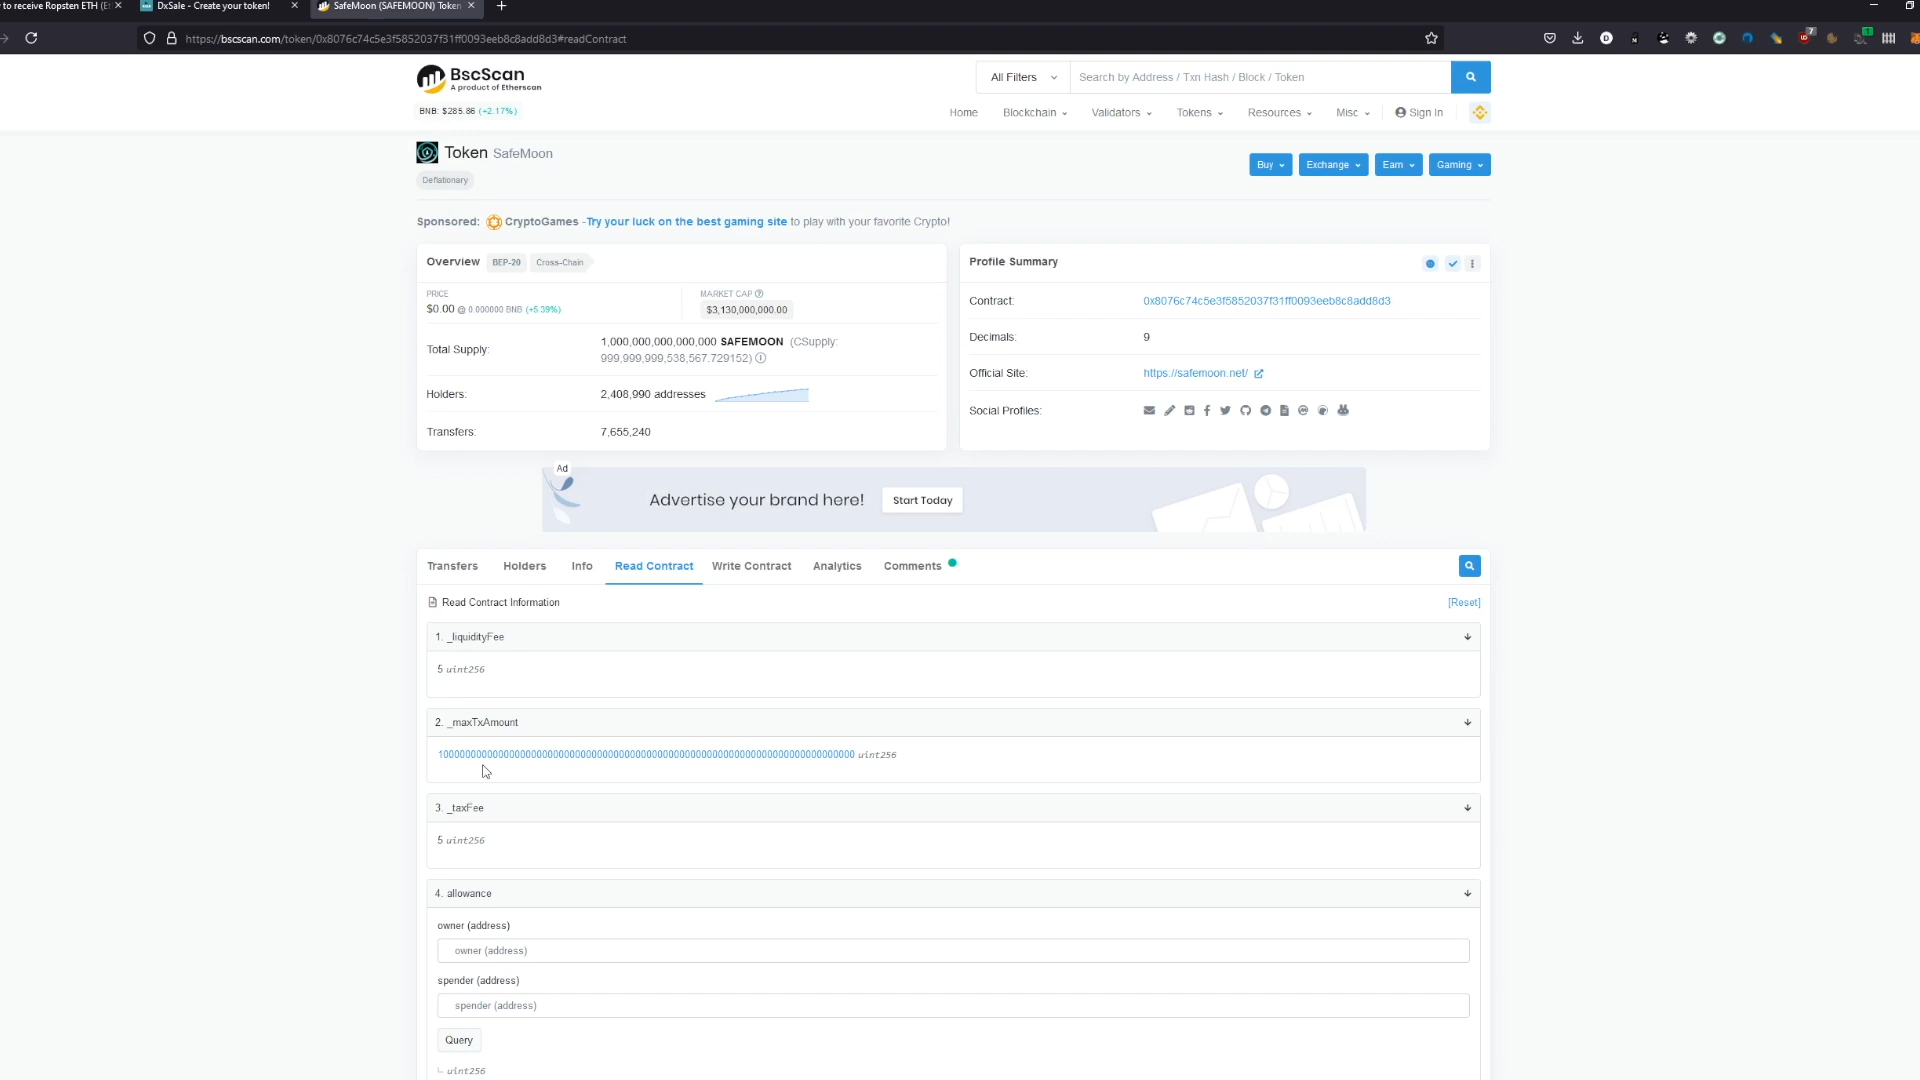 to receive Ropsten ETH (Et
DxSale - Create your token!
SafeMoon (SAFEMOON) Token
https://bscscan.com/token/0x8076c74c5e3f5852037f31ff0093eeb8c8add8d3#readContract
BscScan
A product of Etherscan
All Filters
Search by Address / Txn Hash / Block / Token
BNB: $285.86 (+2.17%)
Home
Blockchain
Validators
Tokens
Resources
Misc
Sign In
Token SafeMoon
Deflationary
Buy
Exchange
Earn
Gaming
Sponsored: CryptoGames -Try your luck on the best gaming site to play with your favorite Crypto!
Overview BEP-20 Cross-Chain
PRICE
$0.00 @ 0.000000 BNB (+5.39%)
MARKET CAP
$3,130,000,000.00
Total Supply:
1,000,000,000,000,000 SAFEMOON (CSupply:
999,999,999,538,567.729152)
Holders:
2,408,990 addresses
Transfers:
7,655,240
Profile Summary
Contract:
0x8076c74c5e3f5852037f31ff0093eeb8c8add8d3
Decimals:
9
Official Site:
https://safemoon.net/
Social Profiles:
Ad
Advertise your brand here!
Start Today
Transfers
Holders
Info
Read Contract
Write Contract
Analytics
Comments
Read Contract Information
[Reset]
1. _liquidityFee
5 uint256
2. _maxTxAmount
uint256
3. _taxFee
5 uint256
4. allowance
owner (address)
owner (address)
spender (address)
spender (address)
Query
uint256